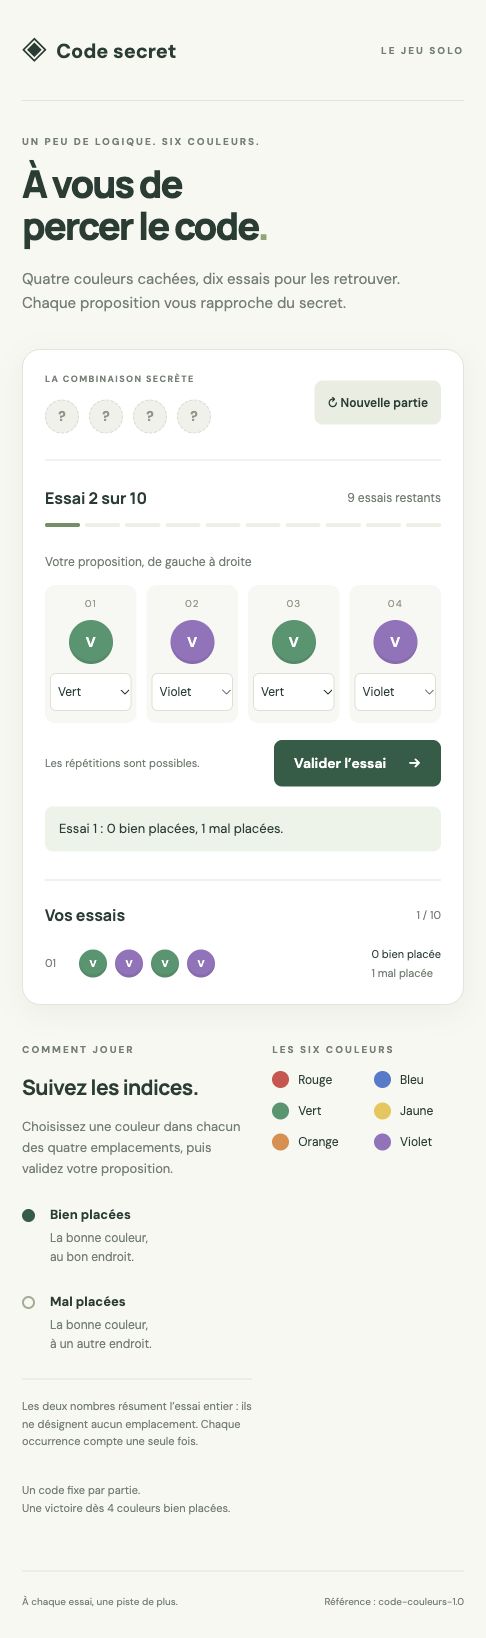 Code secret
LE JEU SOLO
UN PEU DE LOGIQUE. SIX COULEURS.
À vous de
percer le code.
Quatre couleurs cachées, dix essais pour les retrouver.
Chaque proposition vous rapproche du secret.
LA COMBINAISON SECRÈTE
? ? ? ?
↻ Nouvelle partie
Essai 2 sur 10
9 essais restants
Votre proposition, de gauche à droite
01 02 03 04
V V V V
Vert Violet Vert Violet
Les répétitions sont possibles.
Valider l’essai →
Essai 1 : 0 bien placées, 1 mal placées.
Vos essais
1 / 10
01 V V V V
0 bien placée
1 mal placée
COMMENT JOUER
Suivez les indices.
Choisissez une couleur dans chacun
des quatre emplacements, puis
validez votre proposition.
Bien placées
La bonne couleur,
au bon endroit.
Mal placées
La bonne couleur,
à un autre endroit.
Les deux nombres résument l’essai entier : ils
ne désignent aucun emplacement. Chaque
occurrence compte une seule fois.
Un code fixe par partie.
Une victoire dès 4 couleurs bien placées.
LES SIX COULEURS
Rouge Bleu
Vert Jaune
Orange Violet
À chaque essai, une piste de plus.
Référence : code-couleurs-1.0